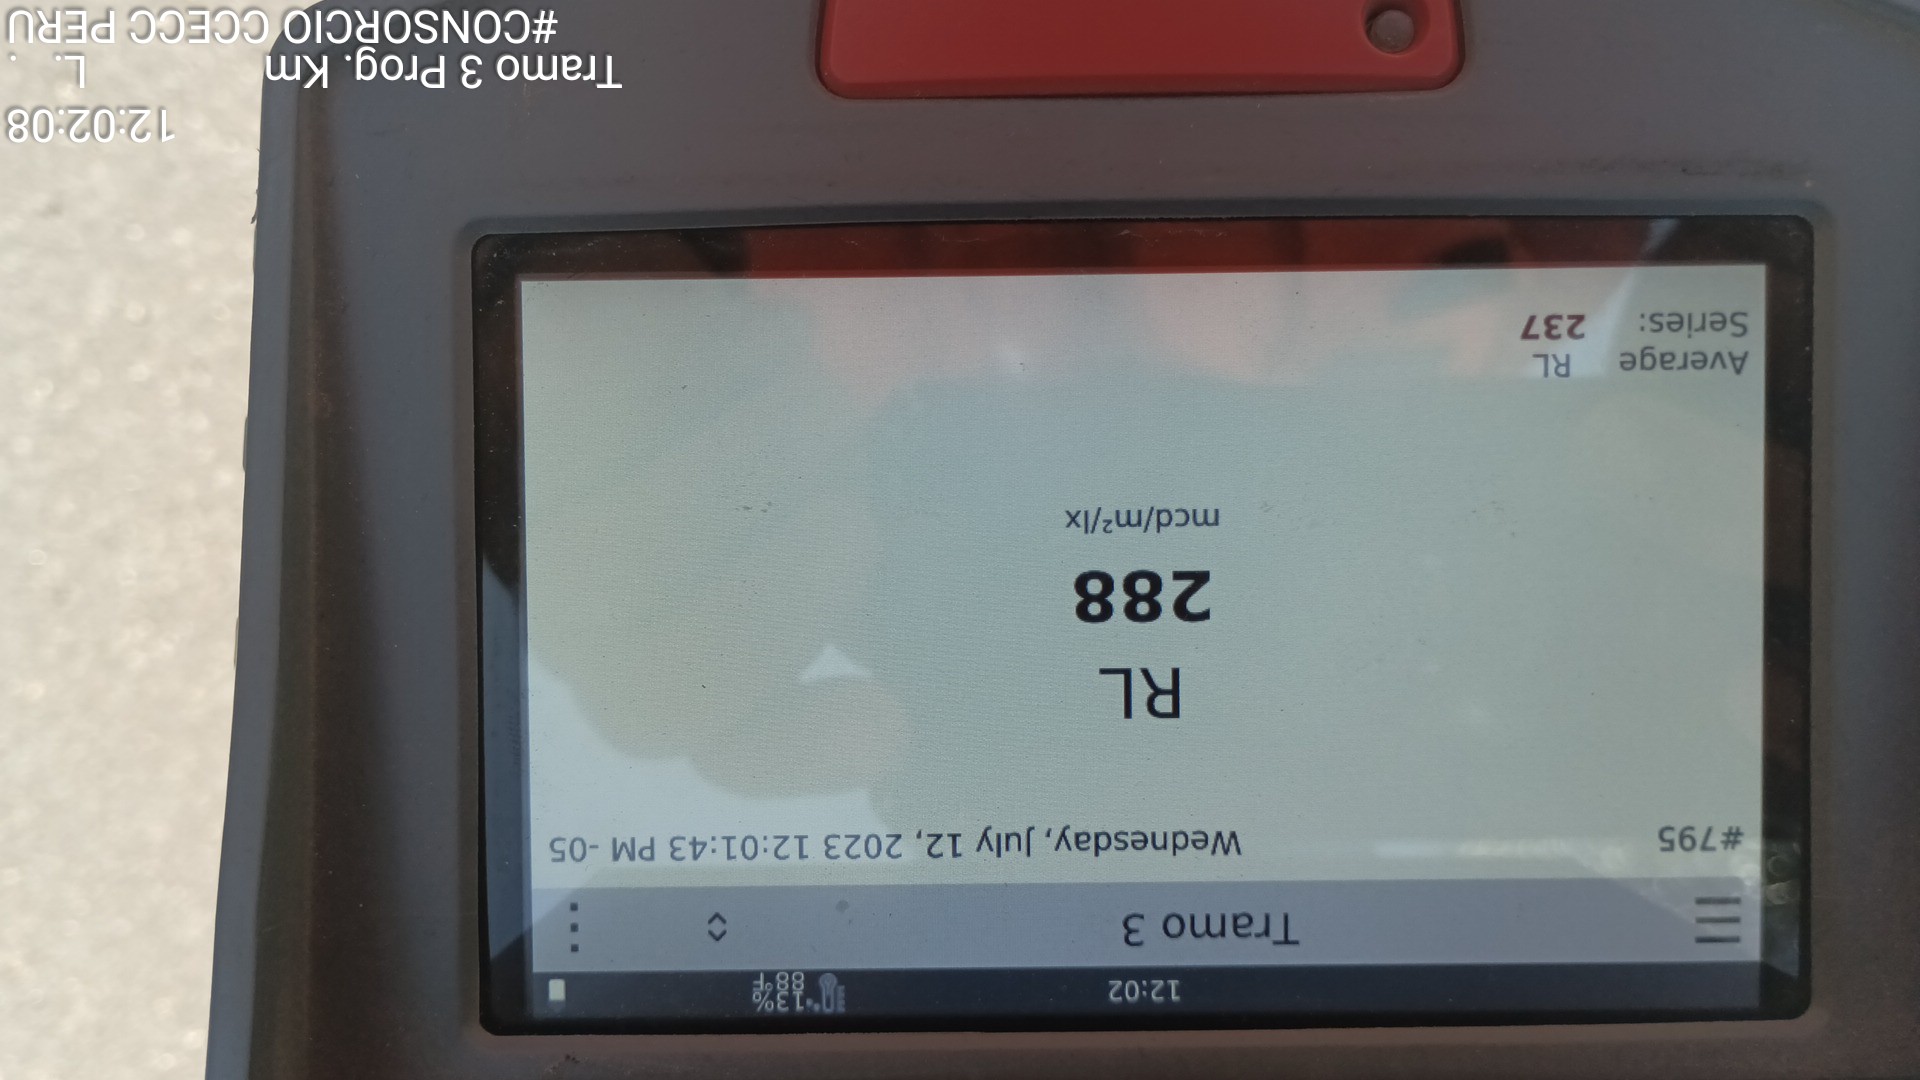 12:02
13%
88°F
Tramo 3
#795
Wednesday, July 12, 2023 12:01:43 PM -05
RL
288
mcd/m²/lx
Average RL
Series: 237
12:02:08
Tramo 3 Prog. Km L. .
#CONSORCIO CCECC PERU